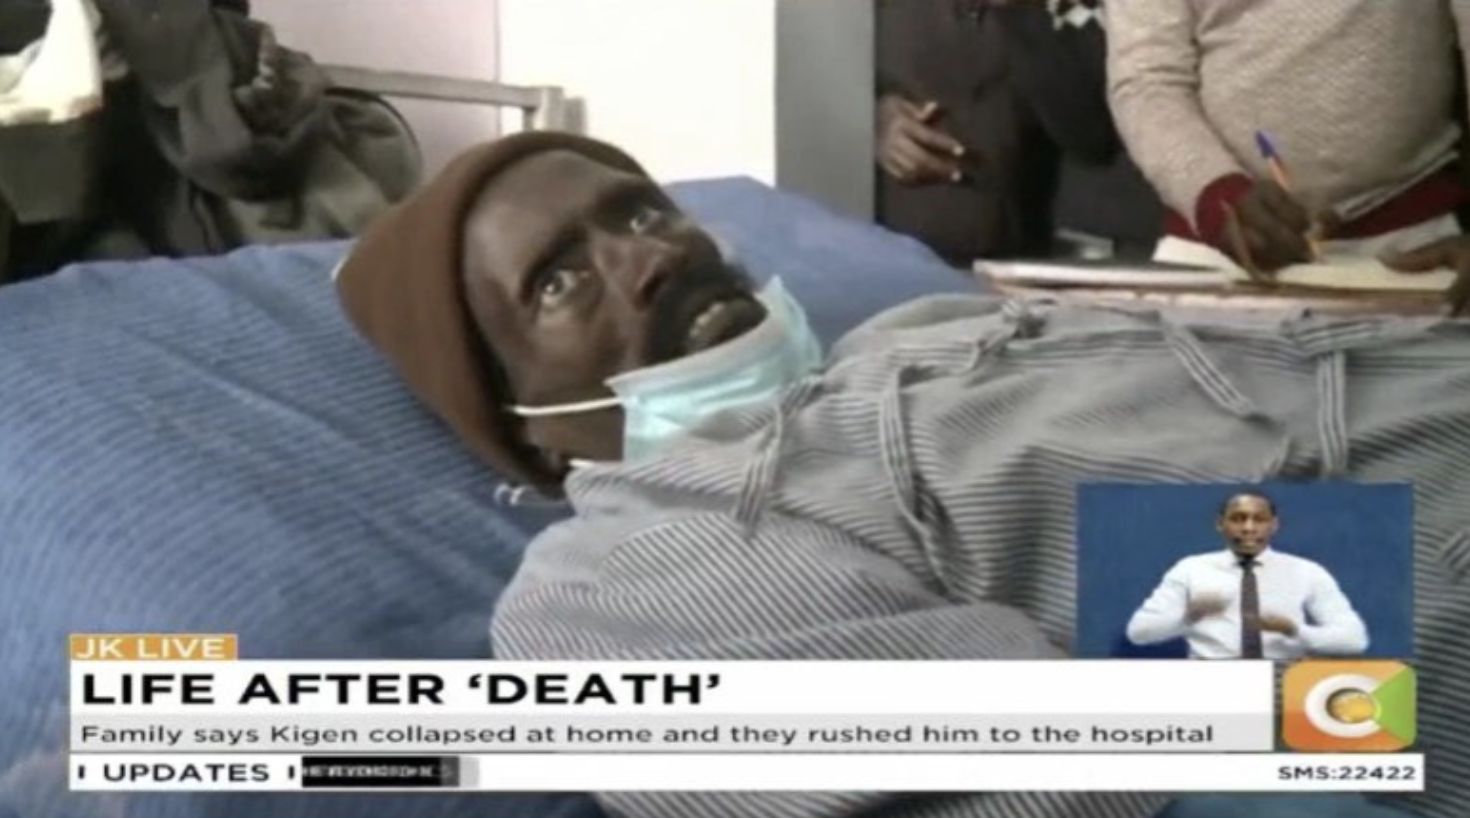 JK LIVE
LIFE AFTER ‘DEATH’
Family says Kigen collapsed at home and they rushed him to the hospital
UPDATES
SMS:22422